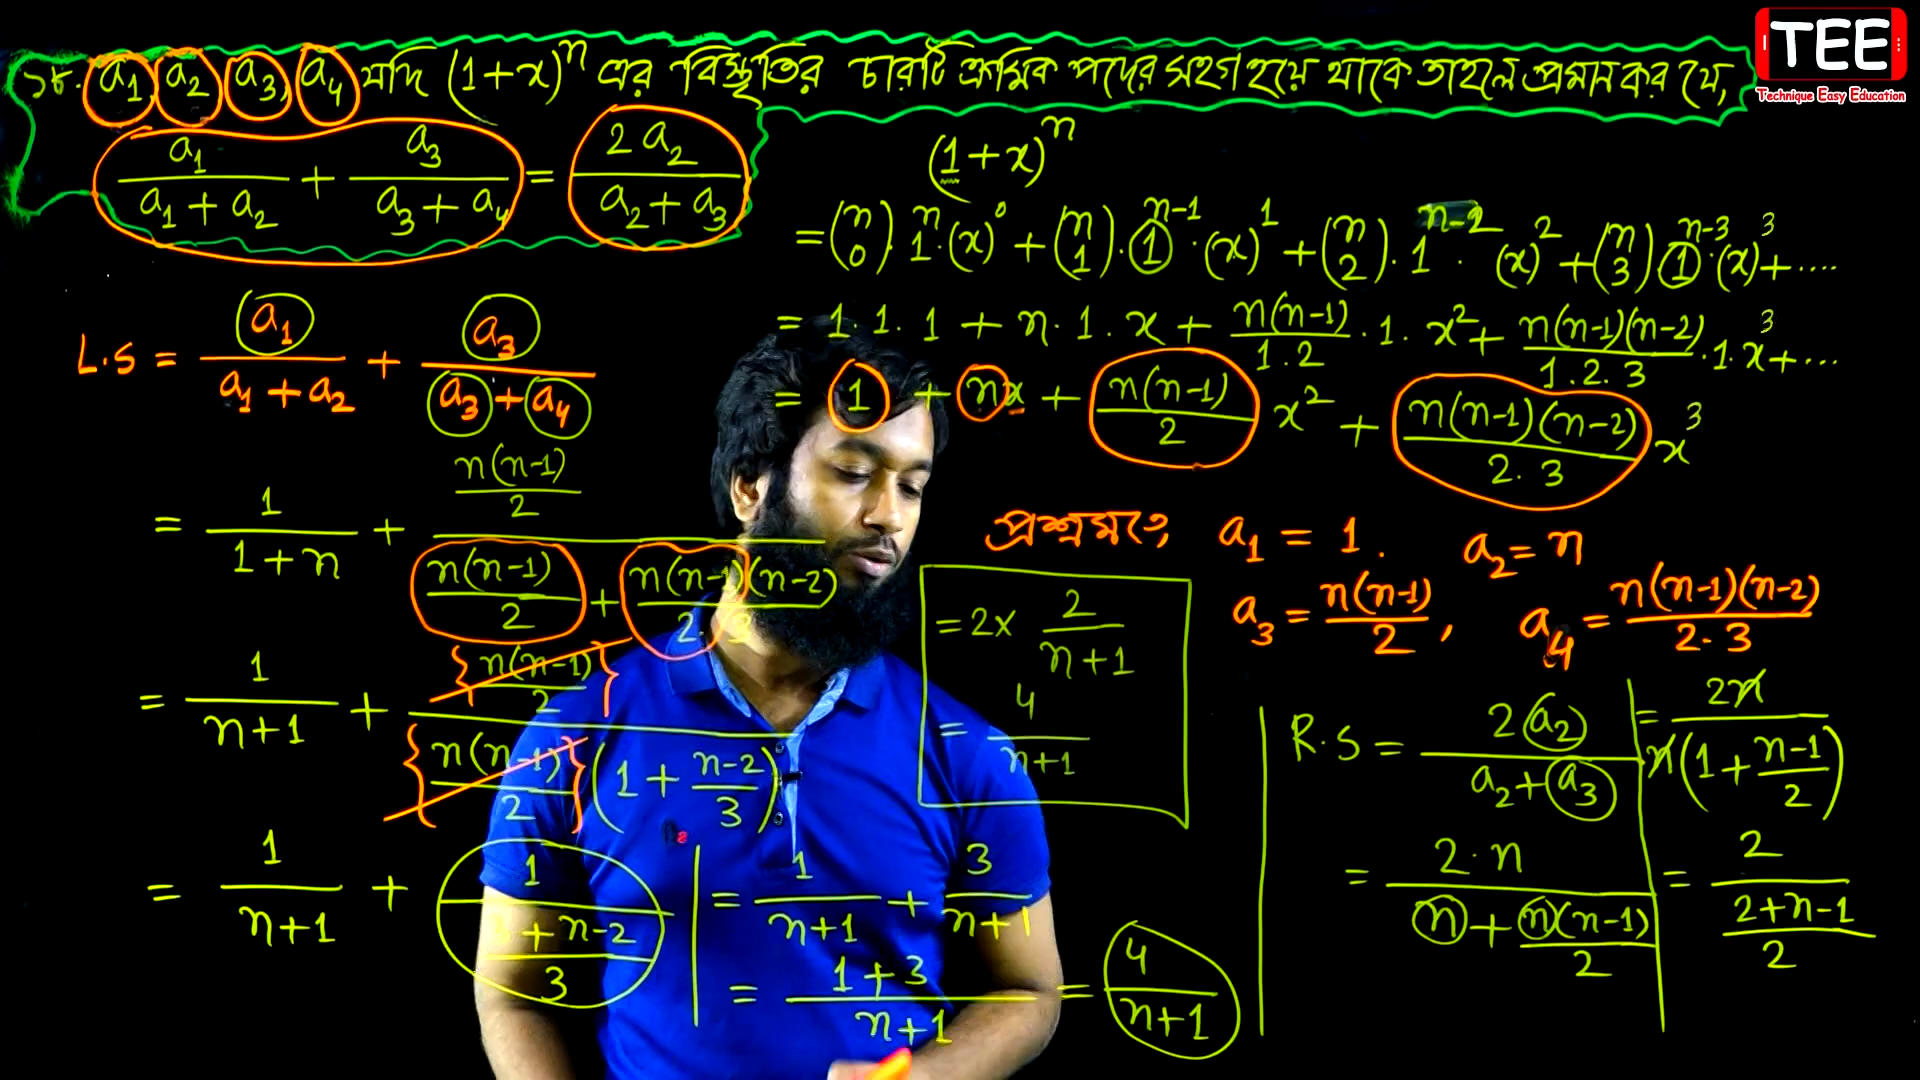 TEE
Technique Easy Education
১৮. a₁, a₂, a₃, a₄ যদি (1+x)ⁿ এর বিস্তৃতির চারটি ক্রমিক পদের সহগ হয়ে থাকে তাহলে প্রমান কর যে,
a₁/(a₁+a₂) + a₃/(a₃+a₄) = 2a₂/(a₂+a₃)
(1+x)ⁿ
= (n 0)·1ⁿ·(x)⁰ + (n 1)·1ⁿ⁻¹·(x)¹ + (n 2)·1ⁿ⁻²·(x)² + (n 3)·1ⁿ⁻³·(x)³ + ....
= 1·1·1 + n·1·x + n(n-1)/1.2 ·1·x² + n(n-1)(n-2)/1.2.3 ·1·x³ + ...
= 1 + nx + n(n-1)/2 x² + n(n-1)(n-2)/2.3 x³
প্রশ্নমতে, a₁ = 1. a₂ = n
a₃ = n(n-1)/2, a₄ = n(n-1)(n-2)/2.3
L.S = a₁/(a₁+a₂) + a₃/(a₃+a₄)
= 1/(1+n) + (n(n-1)/2)/(n(n-1)/2 + n(n-1)(n-2)/2.3)
= 1/(n+1) + {n(n-1)/2}/({n(n-1)/2}(1 + (n-2)/3))
= 1/(n+1) + 1/((3+n-2)/3)
= 1/(n+1) + 3/(n+1)
= (1+3)/(n+1) = 4/(n+1)
R.S = 2a₂/(a₂+a₃)
= 2·n/(n + n(n-1)/2)
= 2n/(n(1 + (n-1)/2))
= 2/((2+n-1)/2)
= 2× 2/(n+1)
= 4/(n+1)